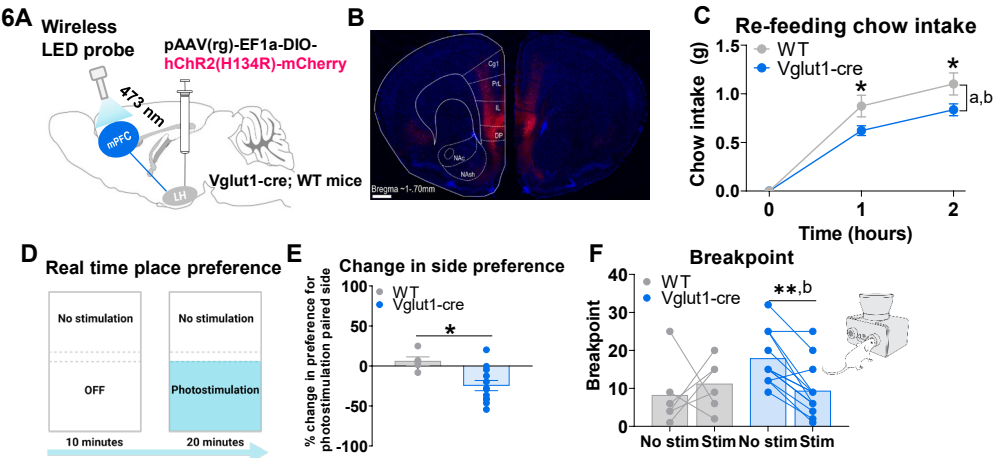 6A
Wireless
LED probe
473 nm
pAAV(rg)-EF1a-DIO-
hChR2(H134R)-mCherry
mPFC
LH
Vglut1-cre; WT mice
B
Cg1
PrL
IL
DP
NAc
NAsh
Bregma ~1-.70mm
C
Re-feeding chow intake
WT
Vglut1-cre
Chow intake (g)
1.5
1.0
0.5
0.0
*
*
a,b
0
1
2
Time (hours)
D
Real time place preference
No stimulation
No stimulation
OFF
Photostimulation
10 minutes
20 minutes
E
Change in side preference
WT
Vglut1-cre
% change in preference for
photostimulation paired side
100
50
0
-50
-100
*
F
Breakpoint
WT
Vglut1-cre
Breakpoint
40
30
20
10
0
**,b
No stim
Stim
No stim
Stim